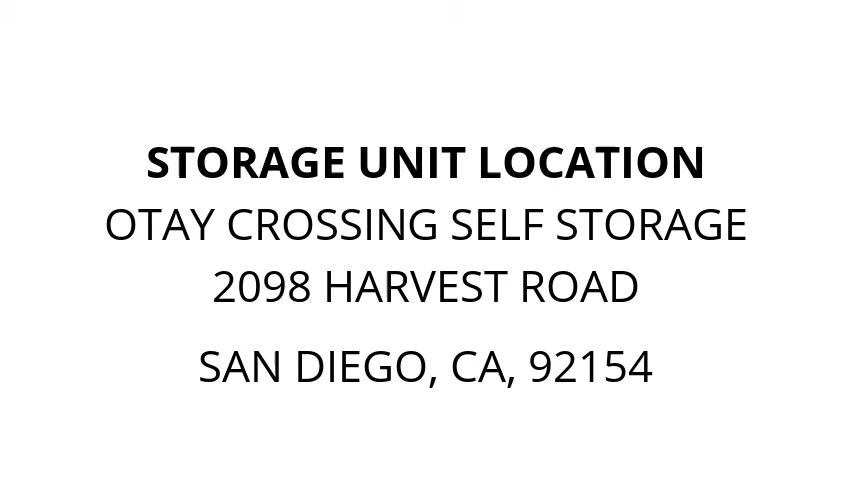 STORAGE UNIT LOCATION
OTAY CROSSING SELF STORAGE
2098 HARVEST ROAD
SAN DIEGO, CA, 92154